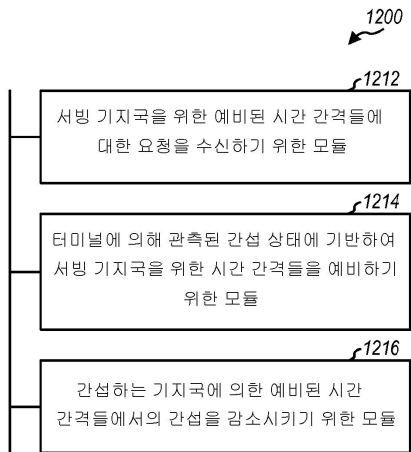 1200
1212
서빙 기지국을 위한 예비된 시간 간격들에
대한 요청을 수신하기 위한 모듈
1214
터미널에 의해 관측된 간섭 상태에 기반하여
서빙 기지국을 위한 시간 간격들을 예비하기
위한 모듈
1216
간섭하는 기지국에 의한 예비된 시간
간격들에서의 간섭을 감소시키기 위한 모듈